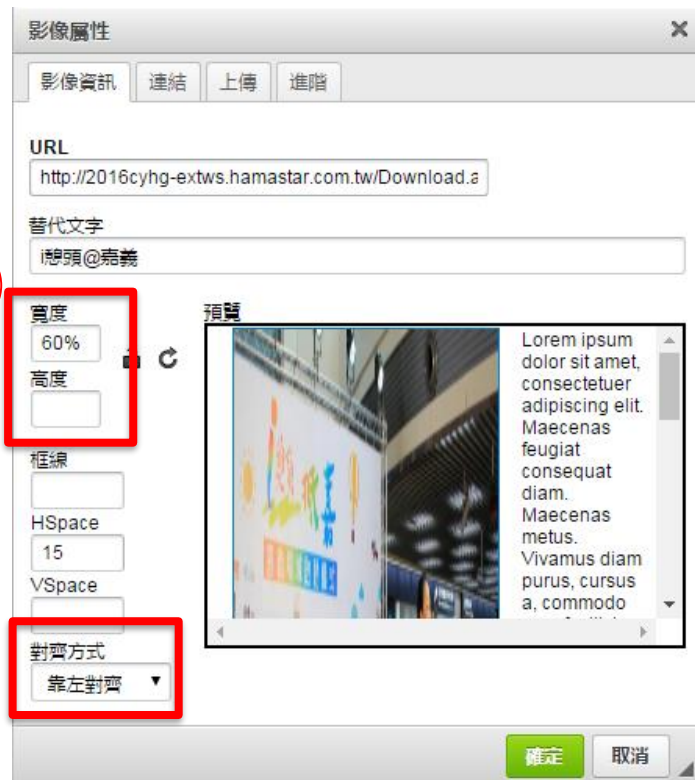 影像屬性
影像資訊 連結 上傳 進階
URL
http://2016cyhg-extws.hamastar.com.tw/Download.a
替代文字
i憩頭@嘉義
寬度
60%
高度
預覽
Lorem ipsum
dolor sit amet,
consectetuer
adipiscing elit.
Maecenas
feugiat
consequat
diam.
Maecenas
metus.
Vivamus diam
purus, cursus
a, commodo
框線
HSpace
15
VSpace
對齊方式
靠左對齊
確定 取消